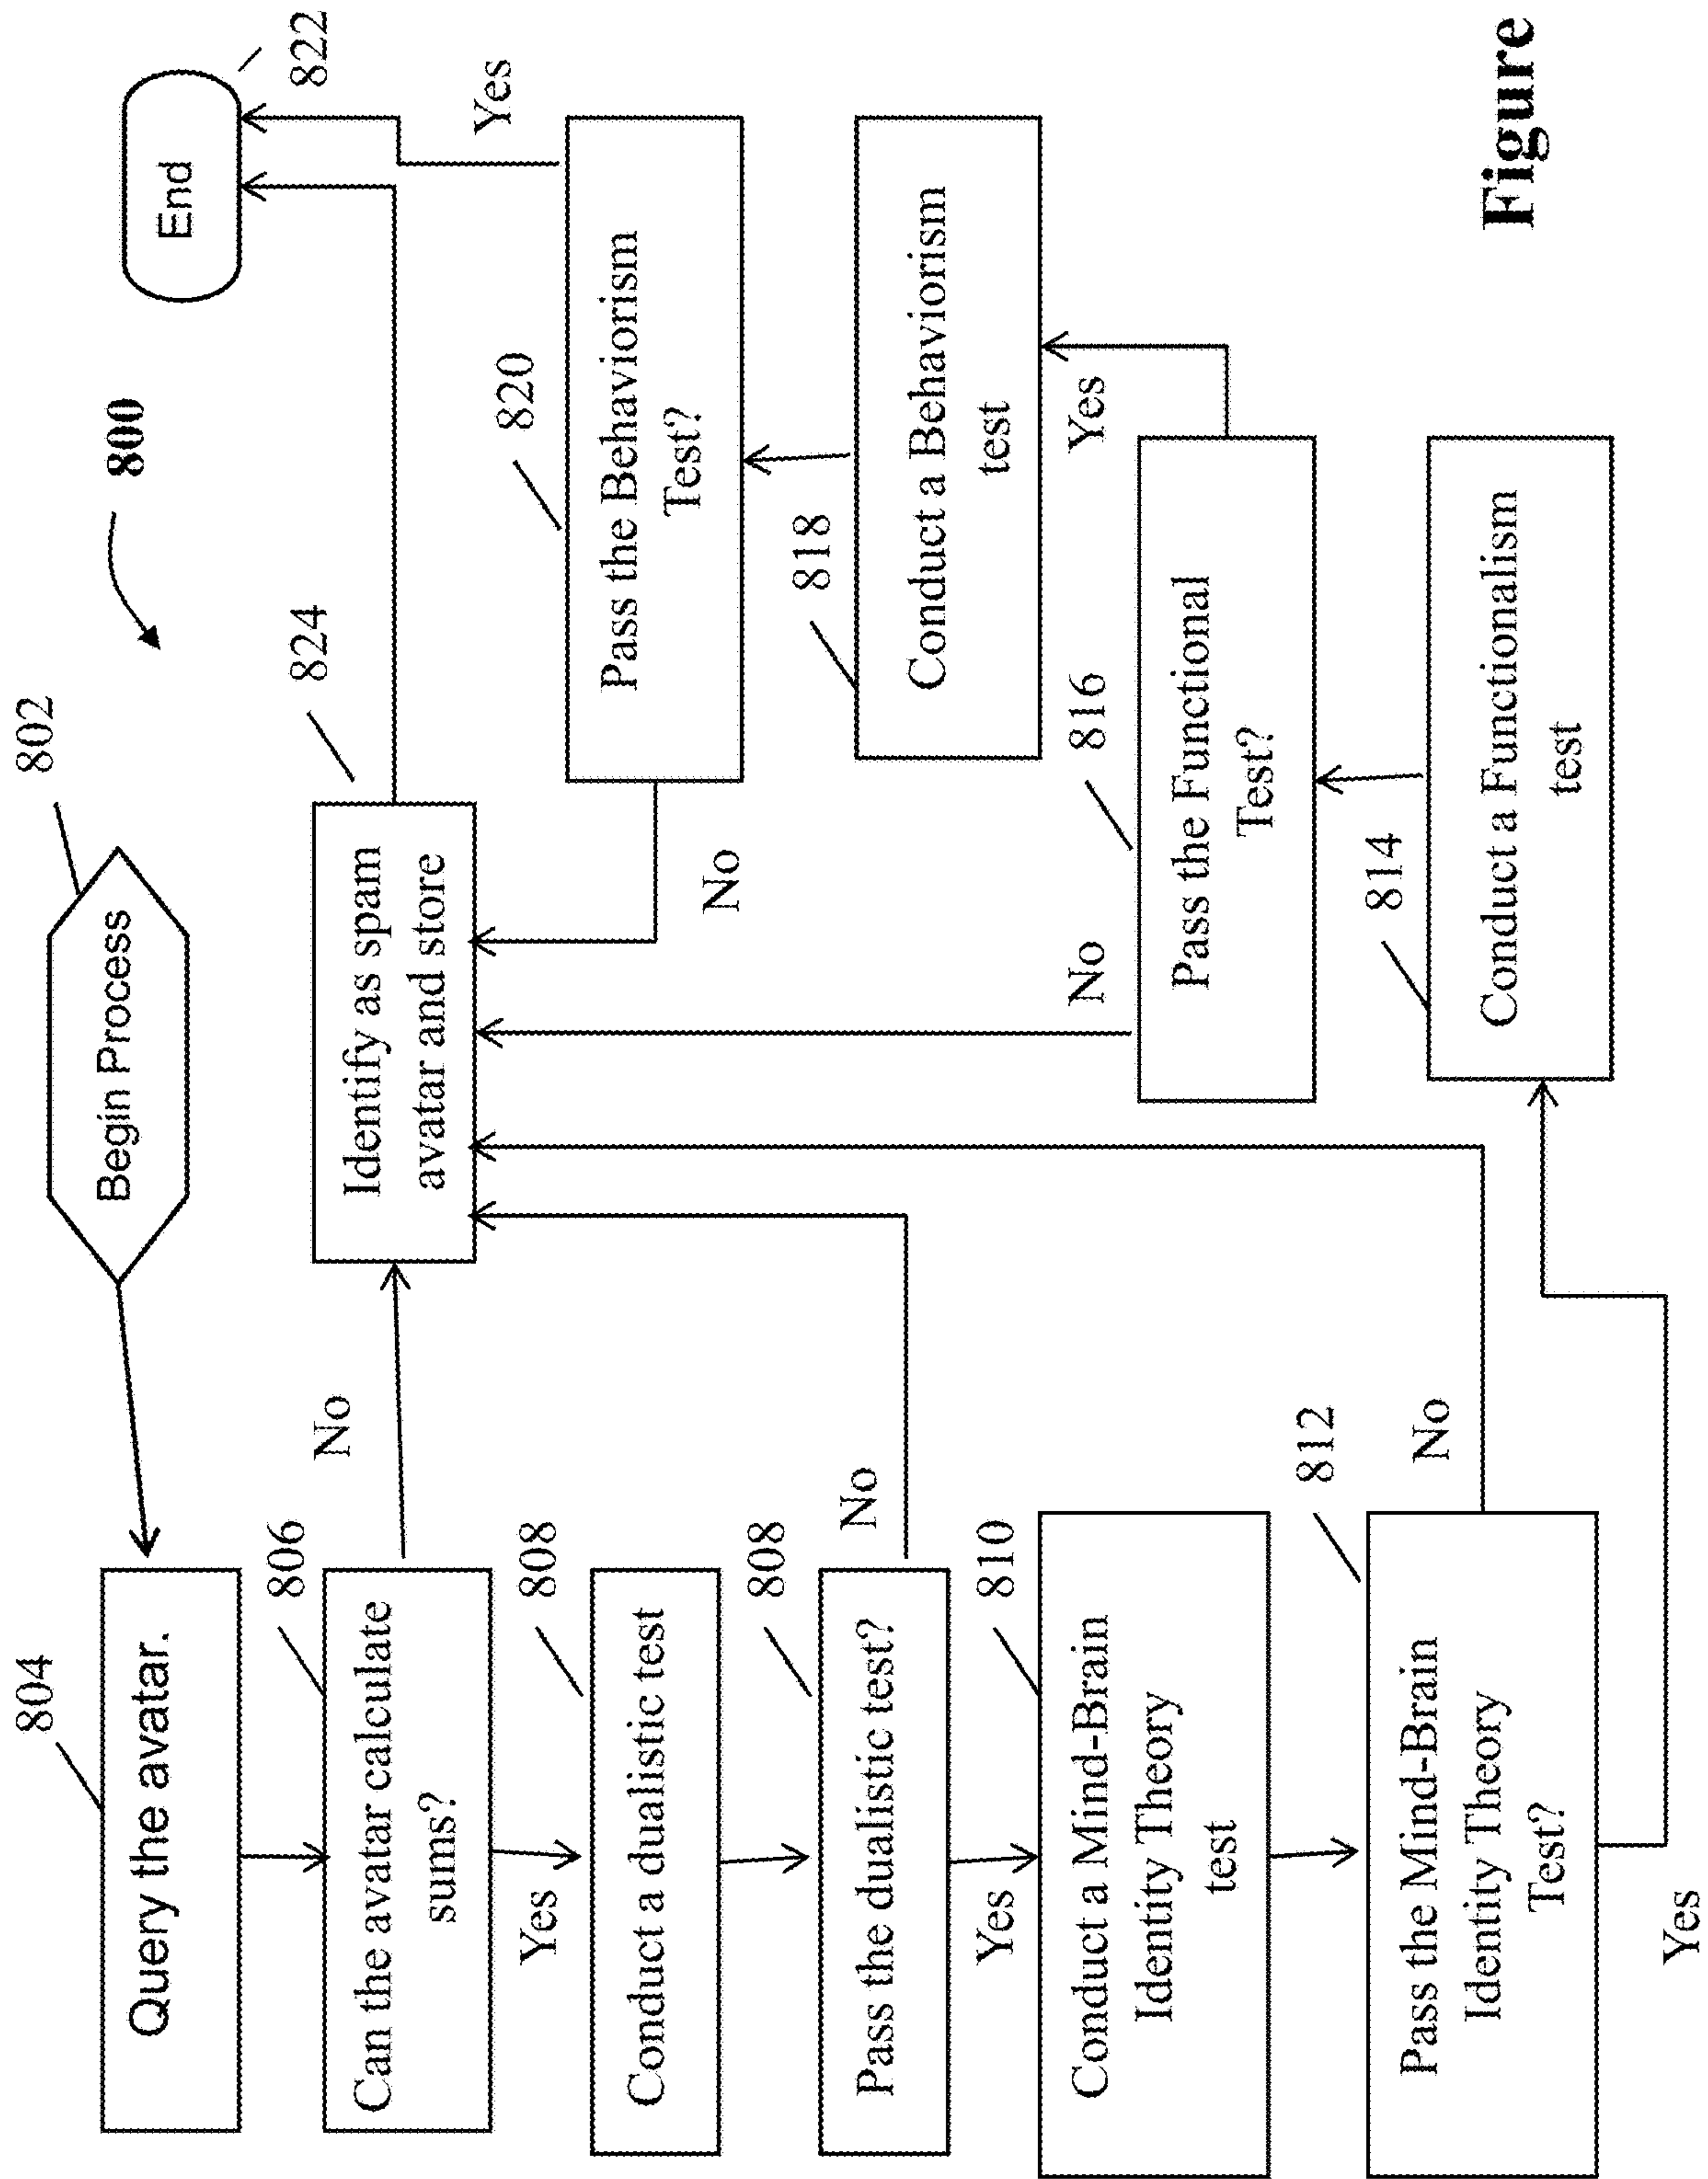 800
802
Begin Process
804
Query the avatar.
806
Can the avatar calculate
sums?
No
Yes
808
Conduct a dualistic test
808
Pass the dualistic test?
No
Yes
810
Conduct a Mind-Brain
Identity Theory
test
812
Pass the Mind-Brain
Identity Theory
Test?
No
Yes
814
Conduct a Functionalism
test
816
Pass the Functional
Test?
No
Yes
818
Conduct a Behaviorism
test
820
Pass the Behaviorism
Test?
No
Yes
824
Identify as spam
avatar and store
822
End
Figure